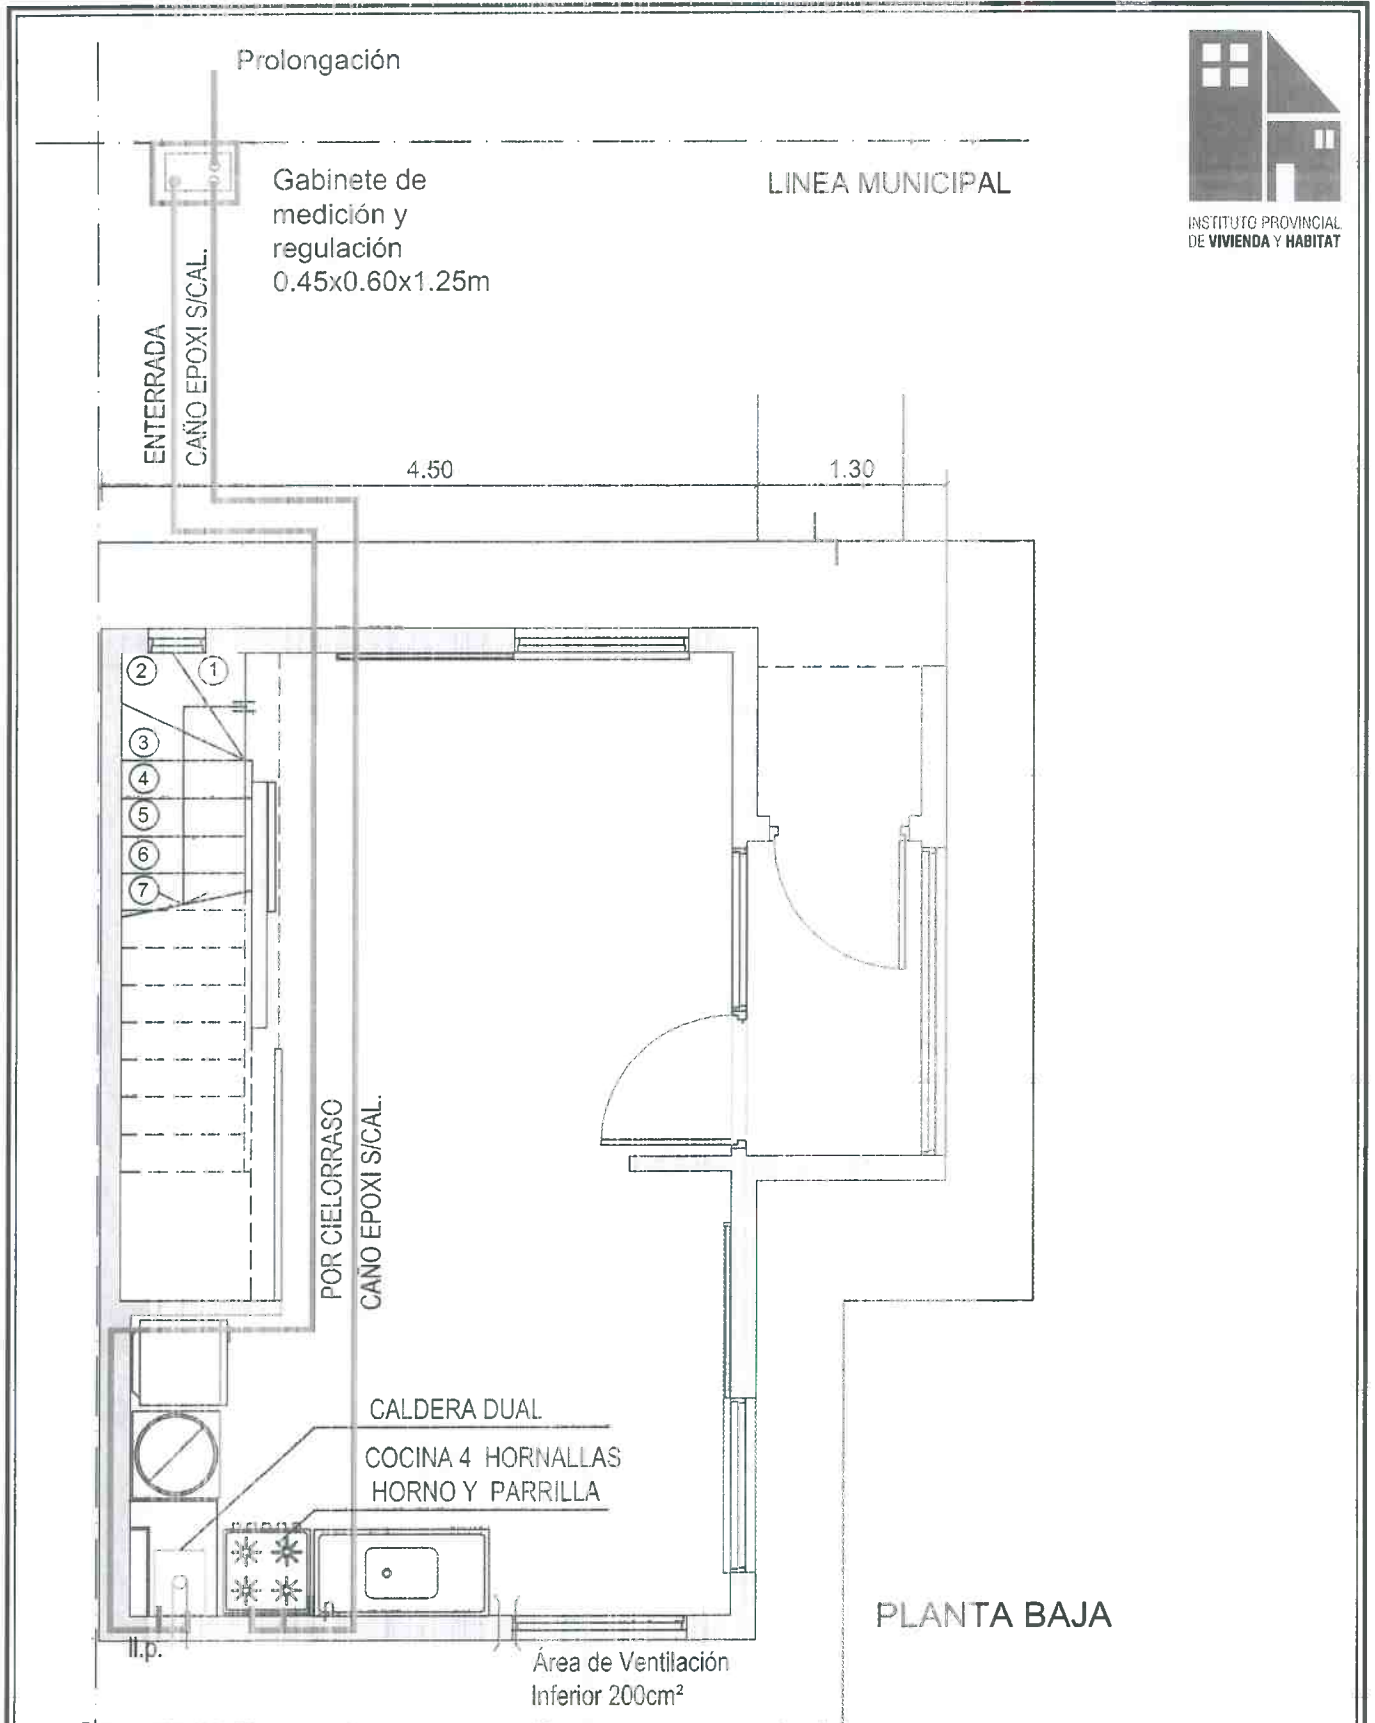 Prolongación
INSTITUTO PROVINCIAL
DE VIVIENDA Y HABITAT
LINEA MUNICIPAL
Gabinete de
medición y
regulación
0.45x0.60x1.25m
ENTERRADA
CAÑO EPOXI S/CAL.
4.50
1.30
2
1
3
4
5
6
7
POR CIELORRASO
CAÑO EPOXI S/CAL.
CALDERA DUAL
COCINA 4 HORNALLAS
HORNO Y PARRILLA
PLANTA BAJA
ll.p.
Área de Ventilación
Inferior 200cm²